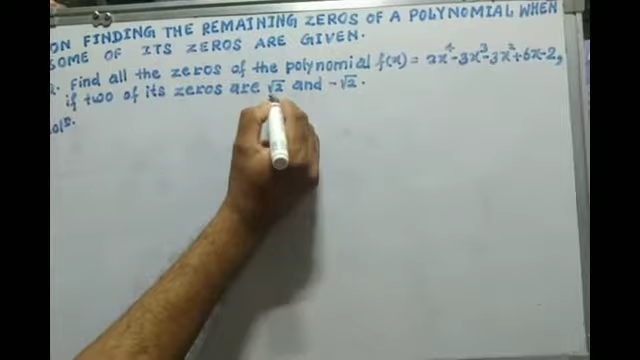 ON FINDING THE REMAINING ZEROS OF A POLYNOMIAL WHEN
SOME OF ITS ZEROS ARE GIVEN.
Find all the zeros of the polynomial f(x) = 2x⁴-3x³-3x²+6x-2,
if two of its zeros are √2 and -√2.
Solⁿ.